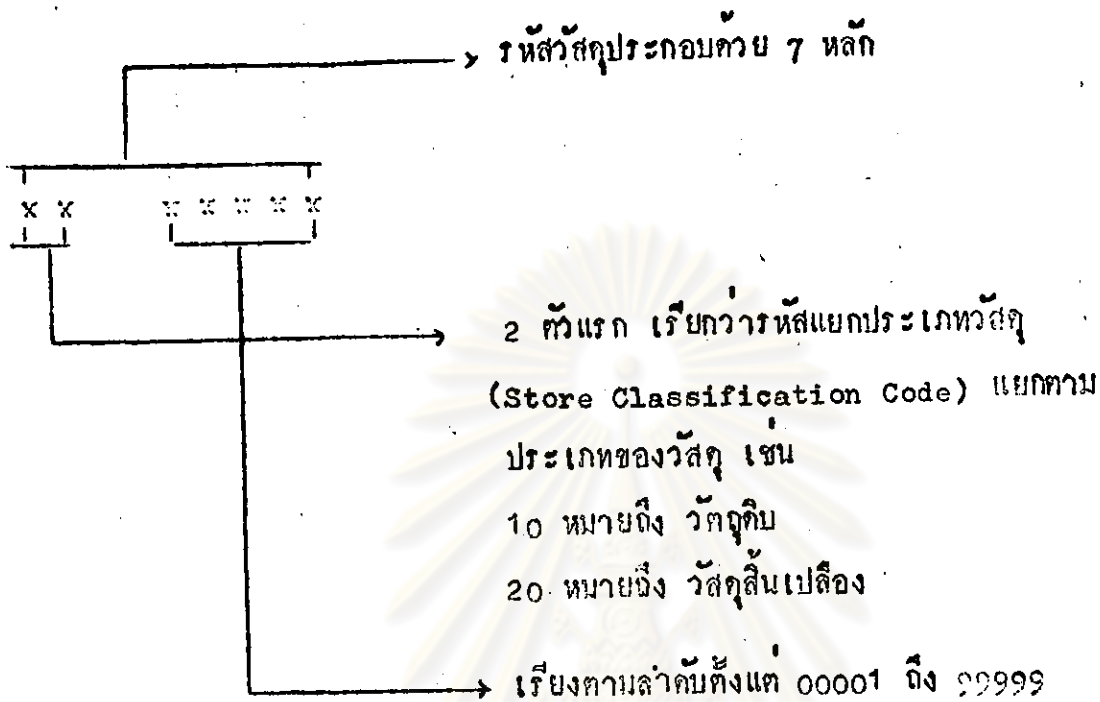 รหัสวัสดุประกอบด้วย 7 หลัก
x x x x x x x
2 ตัวแรก เรียกว่ารหัสแยกประเภทวัสดุ
(Store Classification Code) แยกตาม
ประเภทของวัสดุ เช่น
10 หมายถึง วัตถุดิบ
20 หมายถึง วัสดุสิ้นเปลือง
เรียงตามลำดับตั้งแต่ 00001 ถึง 99999